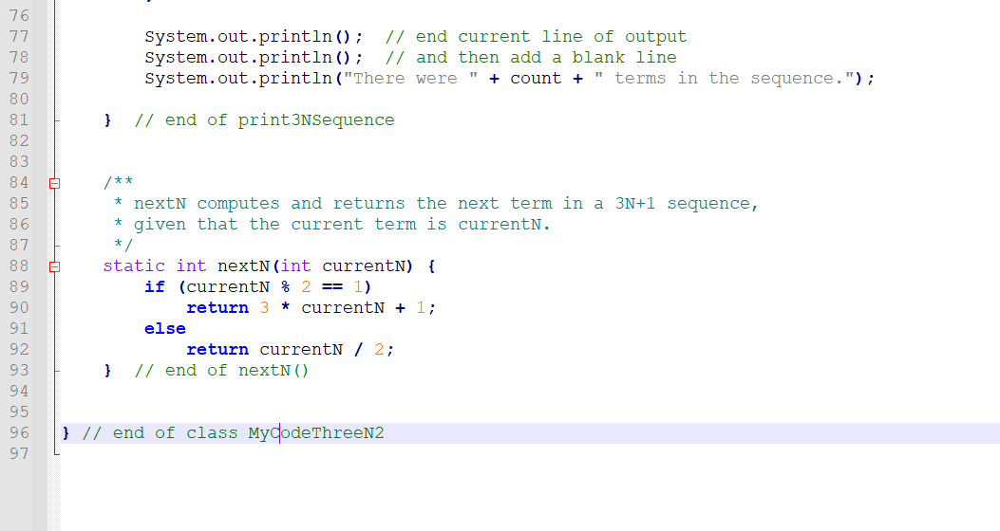 76
77         System.out.println();  // end current line of output
78         System.out.println();  // and then add a blank line
79         System.out.println("There were " + count + " terms in the sequence.");
80
81     }  // end of print3NSequence
82
83
84     /**
85      * nextN computes and returns the next term in a 3N+1 sequence,
86      * given that the current term is currentN.
87      */
88     static int nextN(int currentN) {
89         if (currentN % 2 == 1)
90             return 3 * currentN + 1;
91         else
92             return currentN / 2;
93     }  // end of nextN()
94
95
96 } // end of class MyCodeThreeN2
97